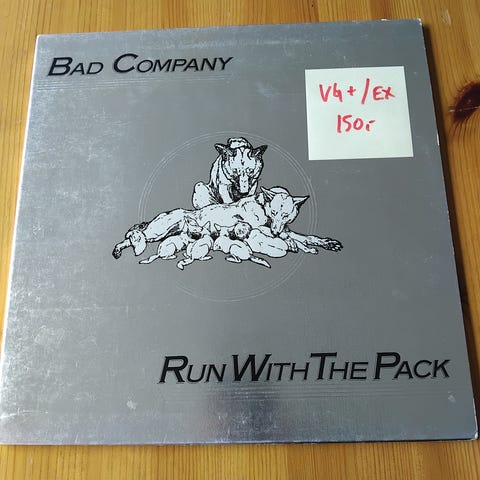 BAD COMPANY
VG+/EX
150,-
RUN WITH THE PACK